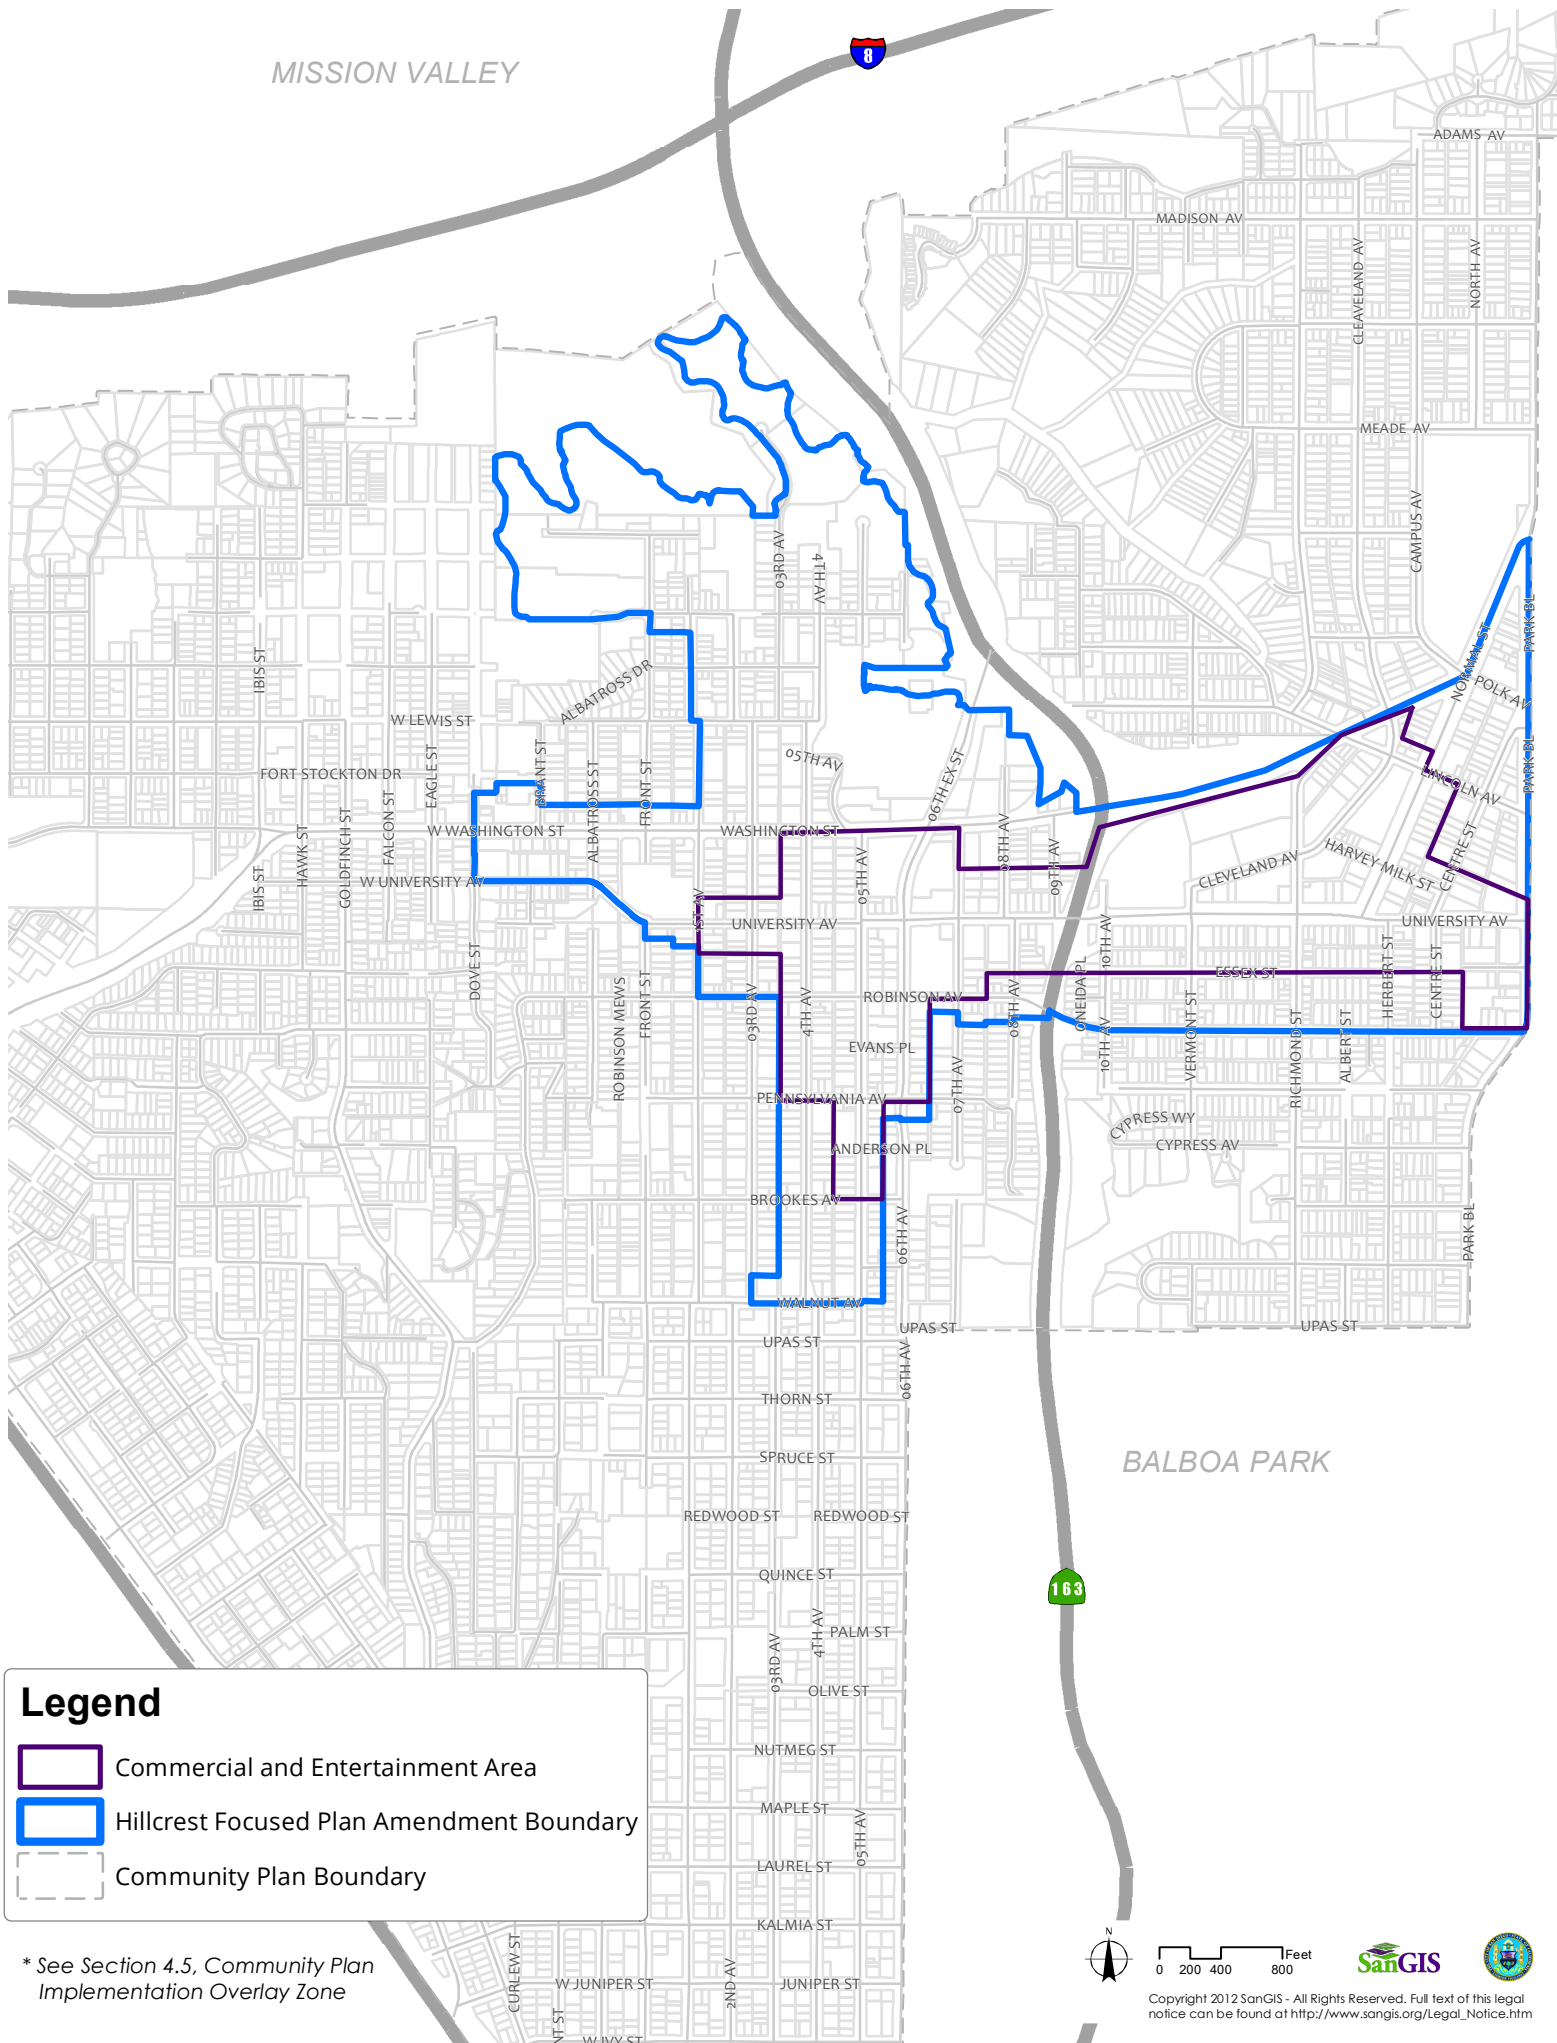 MISSION VALLEY
8
ADAMS AV
MADISON AV
CLEAVELAND AV
NORTH AV
MEADE AV
CAMPUS AV
03RD AV
4TH AV
NORMAL ST
PARK BL
POLK AV
IBIS ST
ALBATROSS DR
W LEWIS ST
05TH AV
06TH EX ST
FORT STOCKTON DR
EAGLE ST
BRANT ST
ALBATROSS ST
FRONT ST
PARK BL
LINCOLN AV
HAWK ST
GOLDFINCH ST
FALCON ST
W WASHINGTON ST
WASHINGTON ST
08TH AV
09TH AV
CLEVELAND AV
HARVEY MILK ST
CENTRE ST
IBIS ST
W UNIVERSITY AV
05TH AV
1ST AV
UNIVERSITY AV
UNIVERSITY AV
10TH AV
DOVE ST
ROBINSON MEWS
FRONT ST
03RD AV
4TH AV
ROBINSON AV
08TH AV
ONEIDA PL
ESSEX ST
HERBERT ST
CENTRE ST
EVANS PL
07TH AV
10TH AV
VERMONT ST
RICHMOND ST
ALBERT ST
PENNSYLVANIA AV
ANDERSON PL
CYPRESS WY
CYPRESS AV
BROOKES AV
06TH AV
PARK BL
WALNUT AV
UPAS ST
UPAS ST
UPAS ST
06TH AV
THORN ST
SPRUCE ST
BALBOA PARK
REDWOOD ST
REDWOOD ST
QUINCE ST
163
4TH AV
PALM ST
03RD AV
OLIVE ST
NUTMEG ST
MAPLE ST
05TH AV
LAUREL ST
KALMIA ST
CURLEW ST
W JUNIPER ST
2ND AV
JUNIPER ST
NT ST
W IVY ST
Legend
Commercial and Entertainment Area
Hillcrest Focused Plan Amendment Boundary
Community Plan Boundary
* See Section 4.5, Community Plan
Implementation Overlay Zone
N
Feet
0 200 400 800
SanGIS
Copyright 2012 SanGIS - All Rights Reserved. Full text of this legal
notice can be found at http://www.sangis.org/Legal_Notice.htm